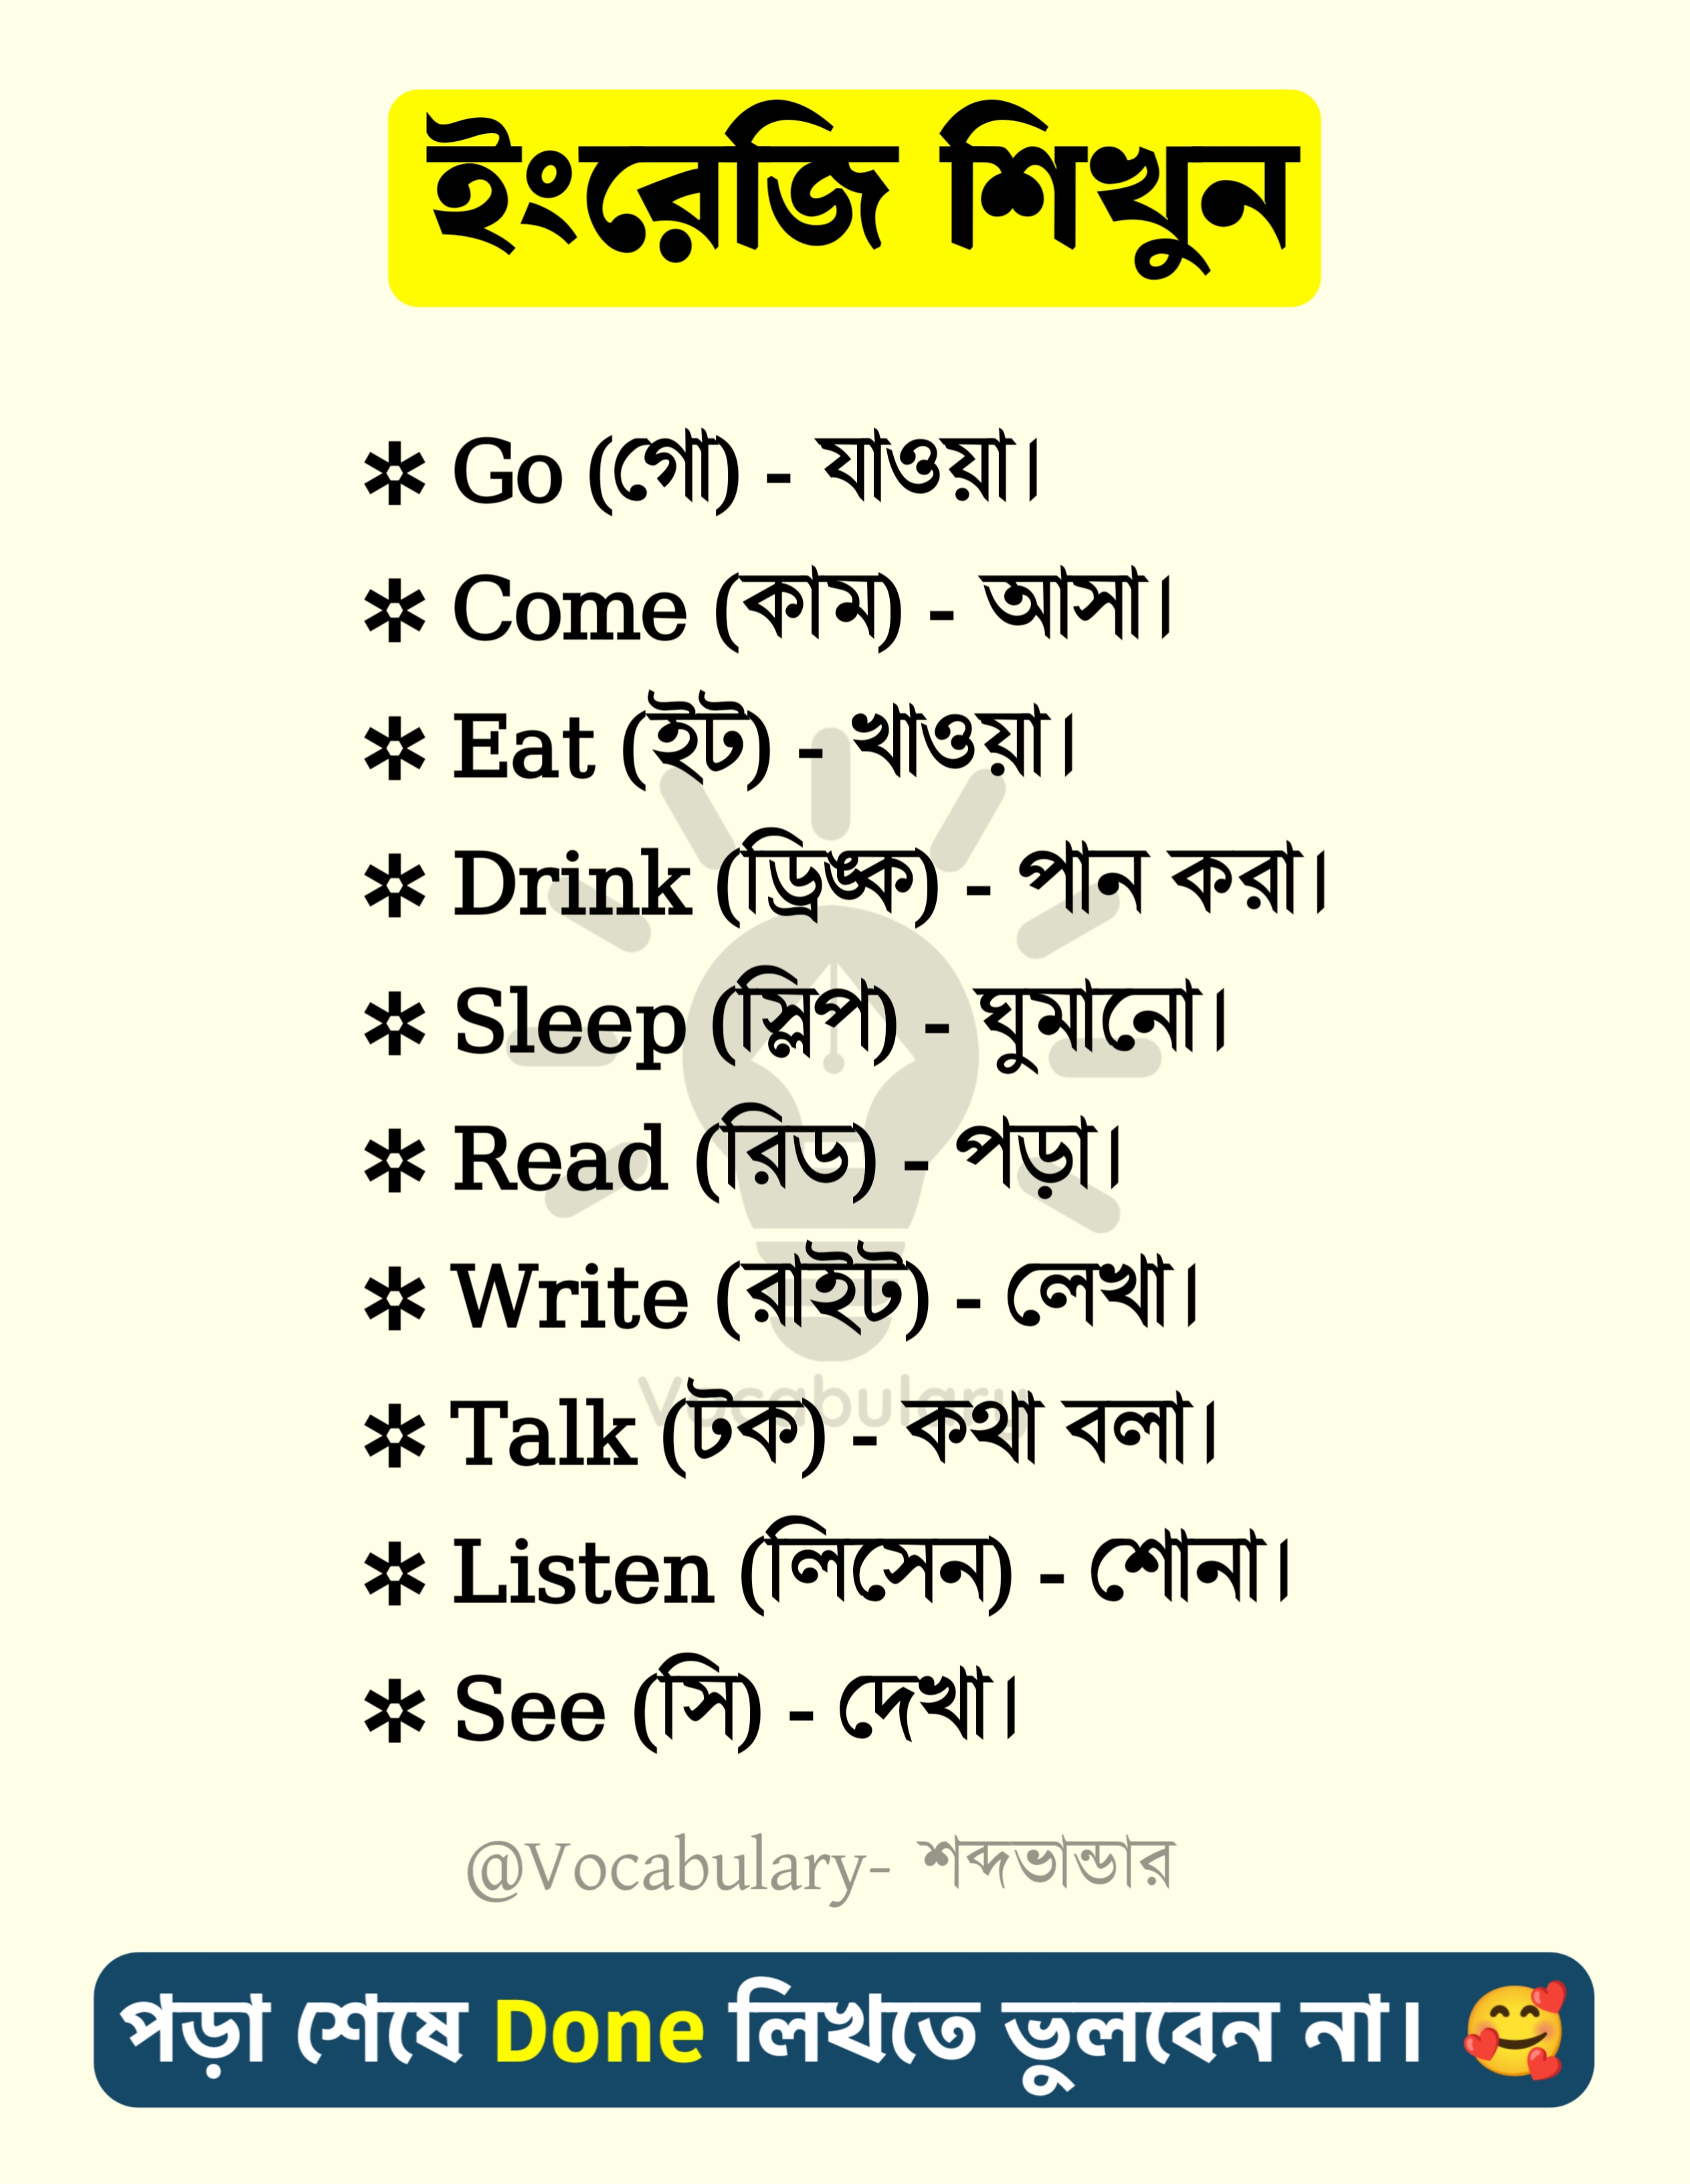 ইংরেজি শিখুন
* Go (গো) - যাওয়া।
* Come (কাম) - আসা।
* Eat (ইট) - খাওয়া।
* Drink (ড্রিঙ্ক) - পান করা।
* Sleep (স্লিপ) - ঘুমানো।
* Read (রিড) - পড়া।
* Write (রাইট) - লেখা।
Vocabulary
* Talk (টক) - কথা বলা।
* Listen (লিসেন) - শোনা।
* See (সি) - দেখা।
@Vocabulary- শব্দভাডার
পড়া শেষে Done লিখতে ভুলবেন না। 🥰